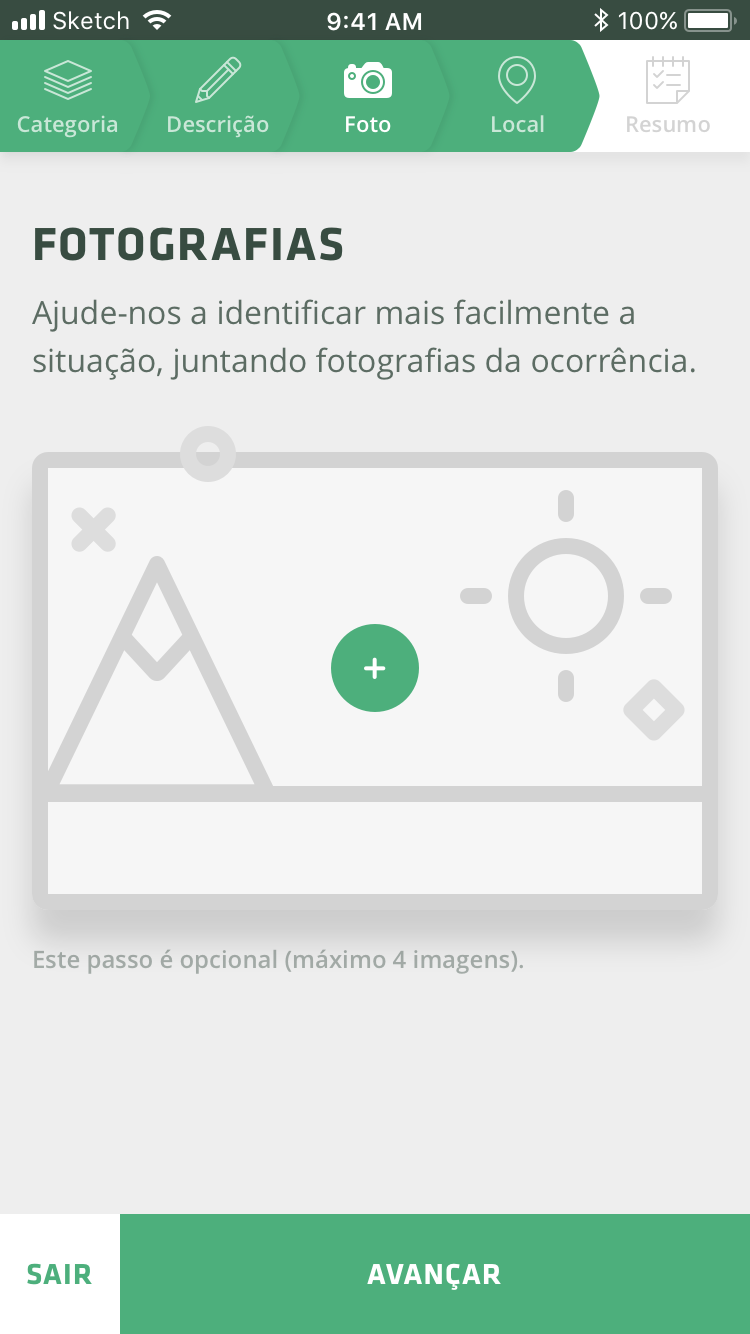 Sketch 9:41 AM 100%
Categoria Descrição Foto Local Resumo
FOTOGRAFIAS
Ajude-nos a identificar mais facilmente a
situação, juntando fotografias da ocorrência.
+
Este passo é opcional (máximo 4 imagens).
SAIR AVANÇAR